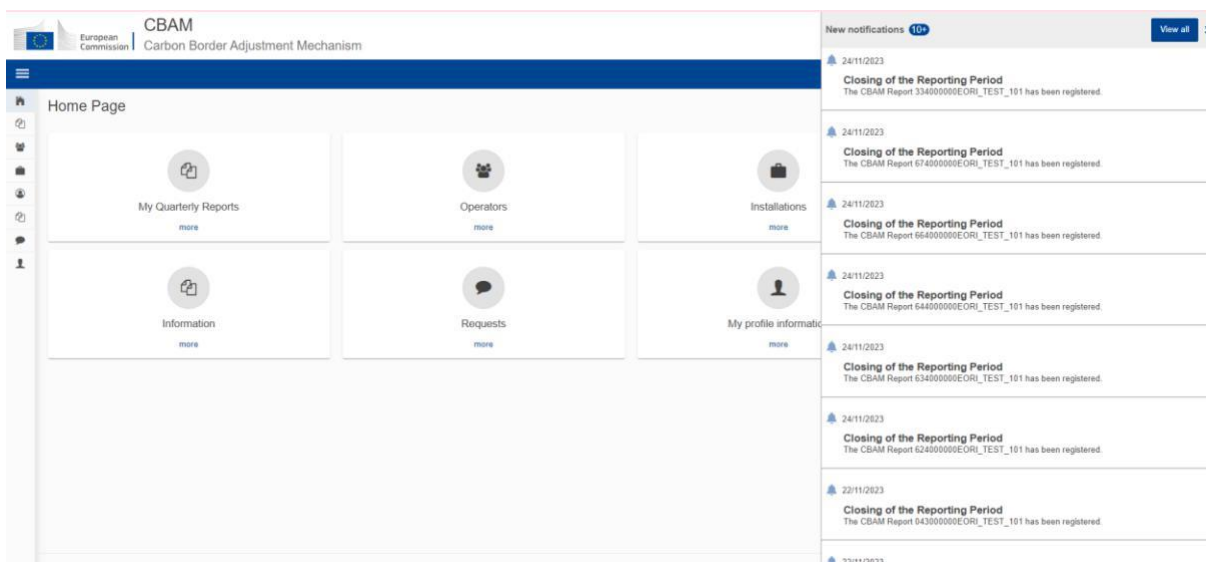 European
Commission
CBAM
Carbon Border Adjustment Mechanism
Home Page
My Quarterly Reports
more
Operators
more
Installations
more
Information
more
Requests
more
My profile informatio
more
New notifications 10+
View all
24/11/2023
Closing of the Reporting Period
The CBAM Report 334000000EORI_TEST_101 has been registered.
24/11/2023
Closing of the Reporting Period
The CBAM Report 674000000EORI_TEST_101 has been registered.
24/11/2023
Closing of the Reporting Period
The CBAM Report 664000000EORI_TEST_101 has been registered.
24/11/2023
Closing of the Reporting Period
The CBAM Report 644000000EORI_TEST_101 has been registered.
24/11/2023
Closing of the Reporting Period
The CBAM Report 634000000EORI_TEST_101 has been registered.
24/11/2023
Closing of the Reporting Period
The CBAM Report 624000000EORI_TEST_101 has been registered.
22/11/2023
Closing of the Reporting Period
The CBAM Report 043000000EORI_TEST_101 has been registered.